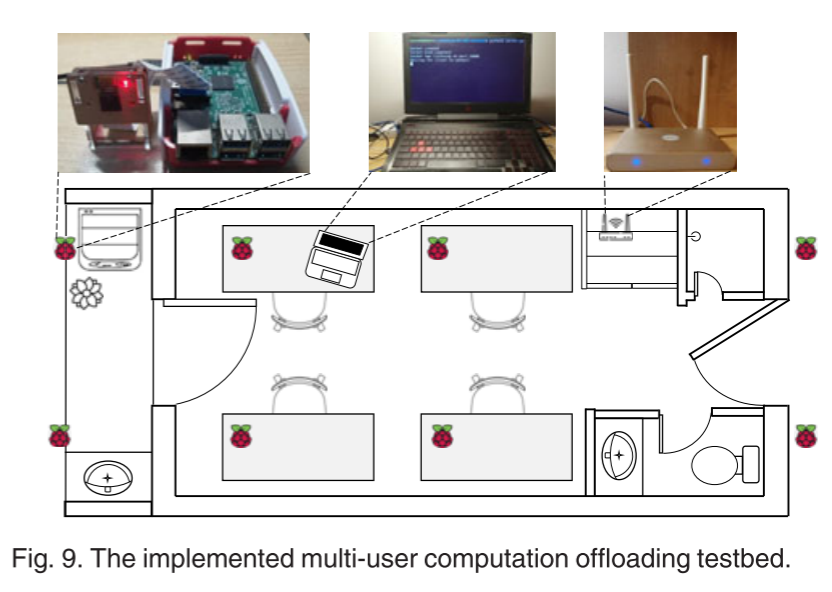 Fig. 9. The implemented multi-user computation offloading testbed.